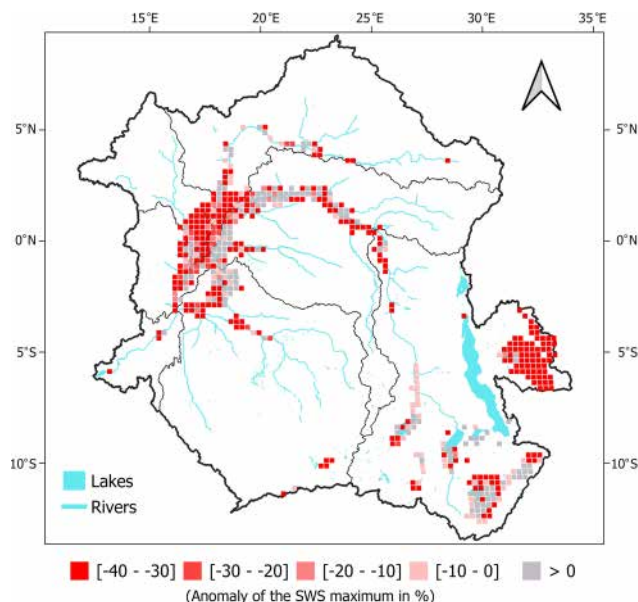 15°E 20°E 25°E 30°E 35°E
5°N 5°N
0°N 0°N
5°S 5°S
10°S 10°S
Lakes
Rivers
[-40 - -30] [-30 - -20] [-20 - -10] [-10 - 0] > 0
(Anomaly of the SWS maximum in %)